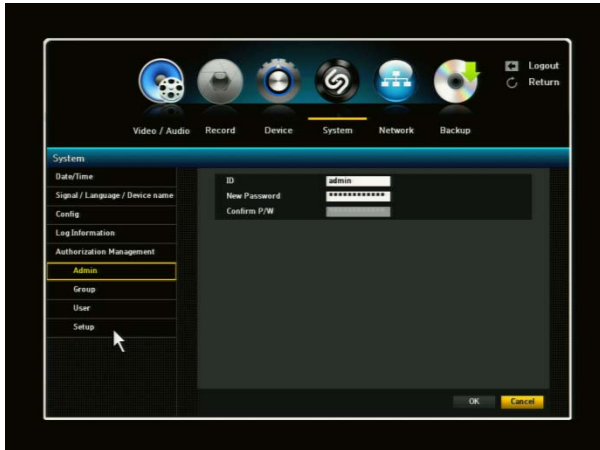 Logout
Return
Video / Audio Record Device System Network Backup
System
Date/Time
Signal / Language / Device name
Config
Log Information
Authorization Management
Admin
Group
User
Setup
ID admin
New Password ************
Confirm P/W ************
OK Cancel